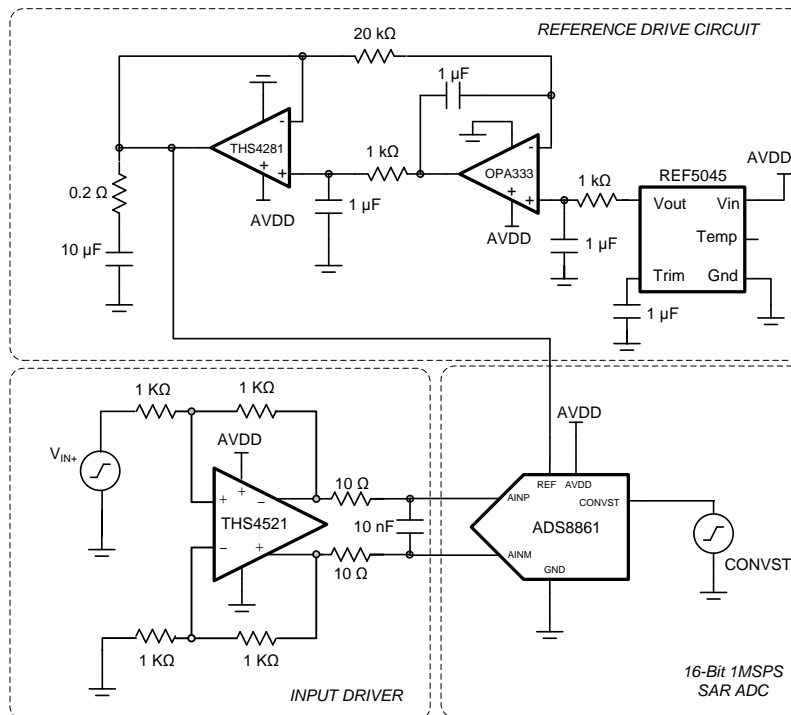 REFERENCE DRIVE CIRCUIT
20 kΩ
1 µF
-
THS4281
+
+
AVDD
1 kΩ
1 µF
-
OPA333
+
+
AVDD
1 kΩ
1 µF
REF5045
Vout
Vin
Temp
Trim
Gnd
AVDD
1 µF
0.2 Ω
10 µF
1 KΩ
1 KΩ
VIN+
AVDD
+
−
THS4521
−
+
10 Ω
10 nF
10 Ω
1 KΩ
1 KΩ
INPUT DRIVER
AVDD
REF
AVDD
AINP
CONVST
ADS8861
AINM
GND
CONVST
16-Bit 1MSPS
SAR ADC